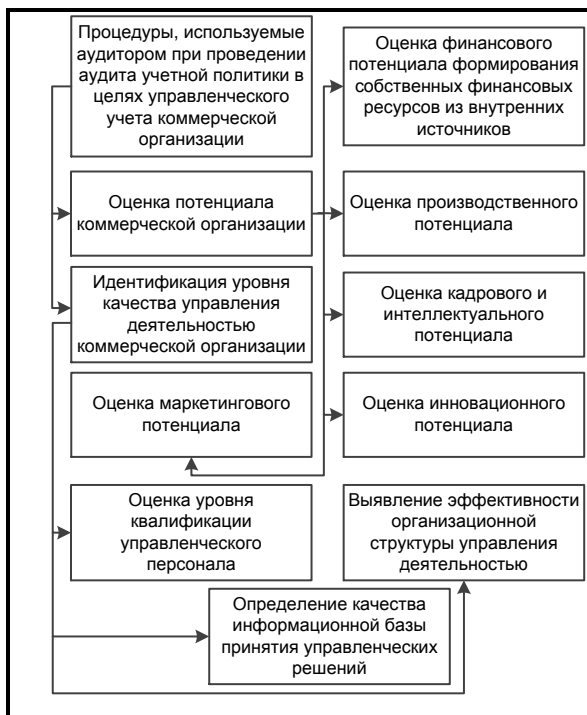 Процедуры, используемые
аудитором при проведении
аудита учетной политики в
целях управленческого
учета коммерческой
организации
Оценка финансового
потенциала формирования
собственных финансовых
ресурсов из внутренних
источников
Оценка потенциала
коммерческой организации
Оценка производственного
потенциала
Идентификация уровня
качества управления
деятельностью
коммерческой организации
Оценка кадрового и
интеллектуального
потенциала
Оценка маркетингового
потенциала
Оценка инновационного
потенциала
Оценка уровня
квалификации
управленческого
персонала
Выявление эффективности
организационной
структуры управления
деятельностью
Определение качества
информационной базы
принятия управленческих
решений